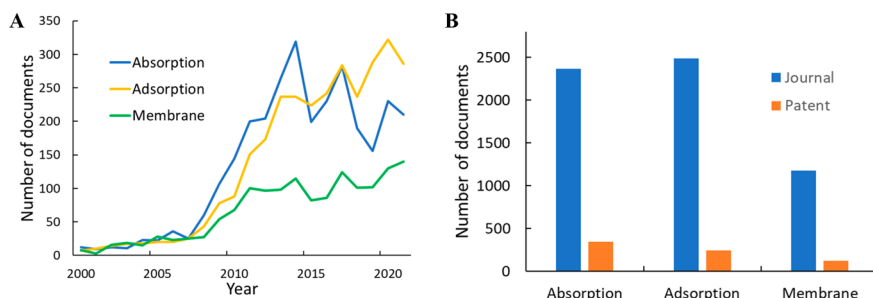 A
Number of documents
350
300
250
200
150
100
50
0
Absorption
Adsorption
Membrane
2000
2005
2010
2015
2020
Year
B
Number of documents
2500
2000
1500
1000
500
0
Journal
Patent
Absorption
Adsorption
Membrane